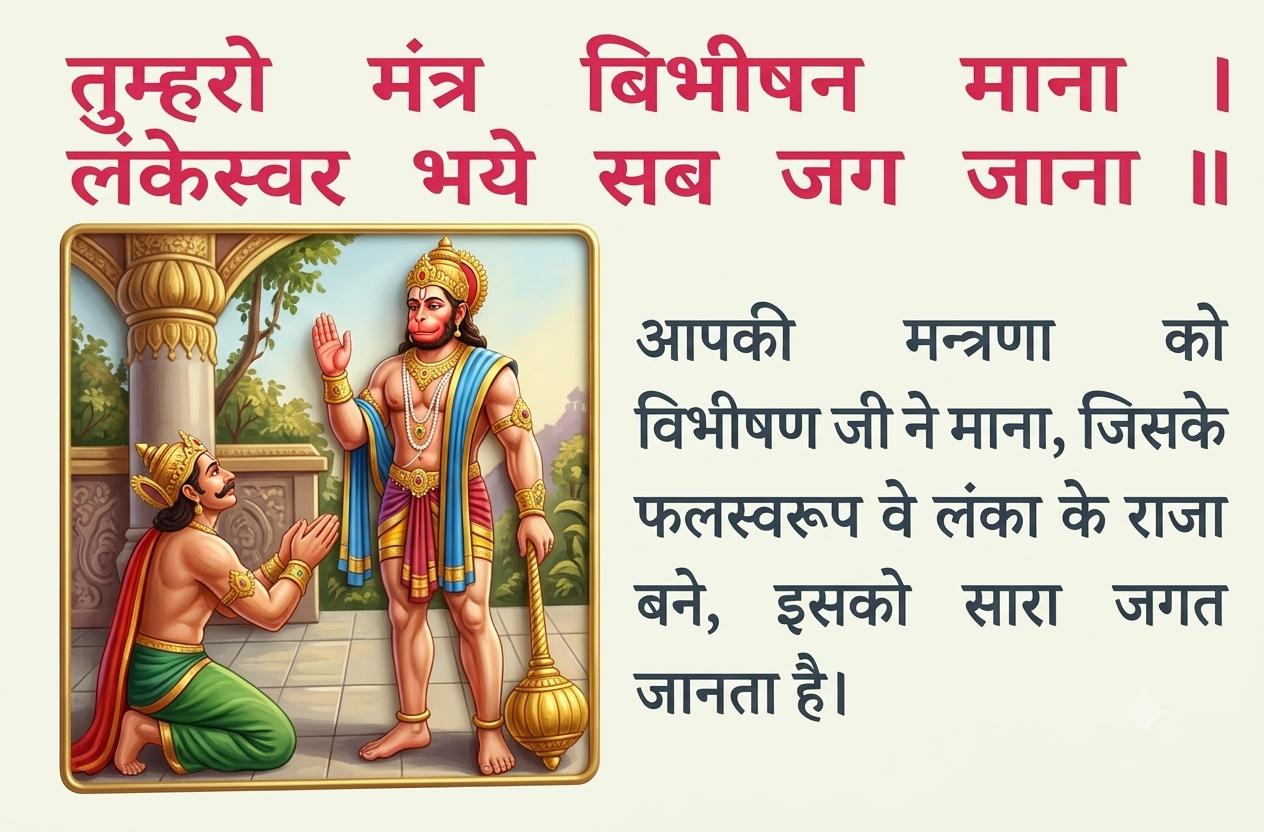 तुम्हरो मंत्र बिभीषन माना ।
लंकेस्वर भये सब जग जाना ॥
आपकी मन्त्रणा को
विभीषण जी ने माना, जिसके
फलस्वरूप वे लंका के राजा
बने, इसको सारा जगत
जानता है।